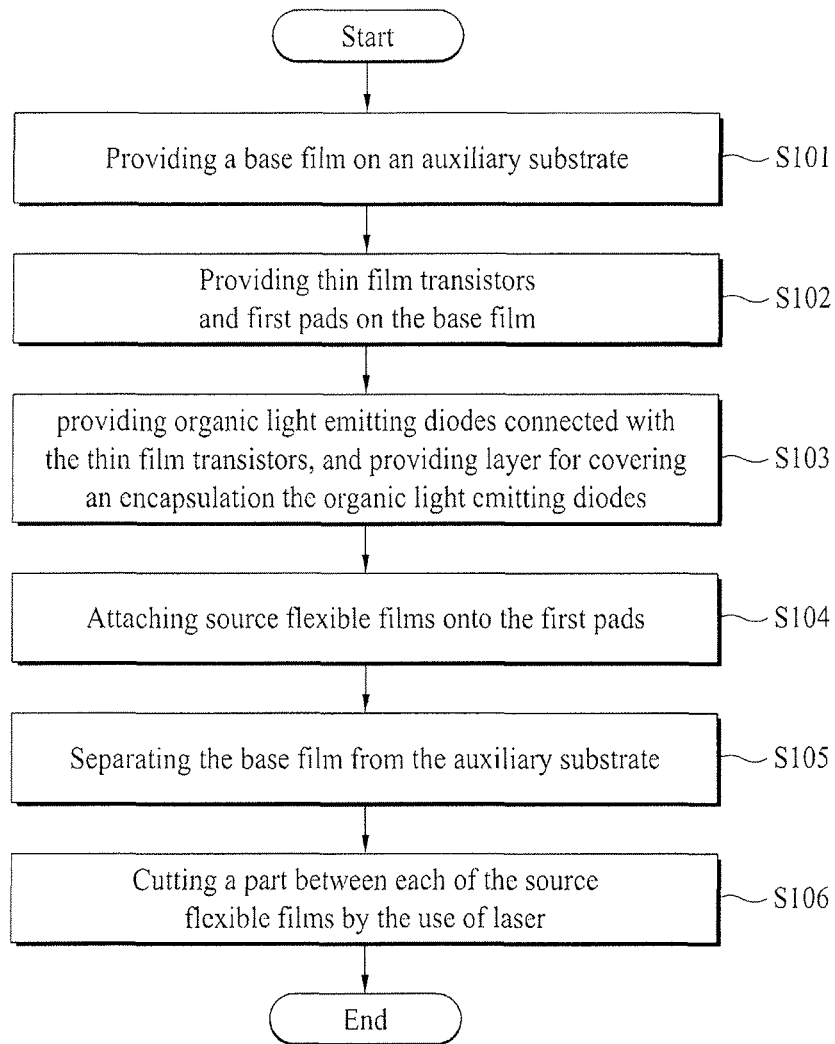 Start
Providing a base film on an auxiliary substrate
S101
Providing thin film transistors
and first pads on the base film
S102
providing organic light emitting diodes connected with
the thin film transistors, and providing layer for covering
an encapsulation the organic light emitting diodes
S103
Attaching source flexible films onto the first pads
S104
Separating the base film from the auxiliary substrate
S105
Cutting a part between each of the source
flexible films by the use of laser
S106
End